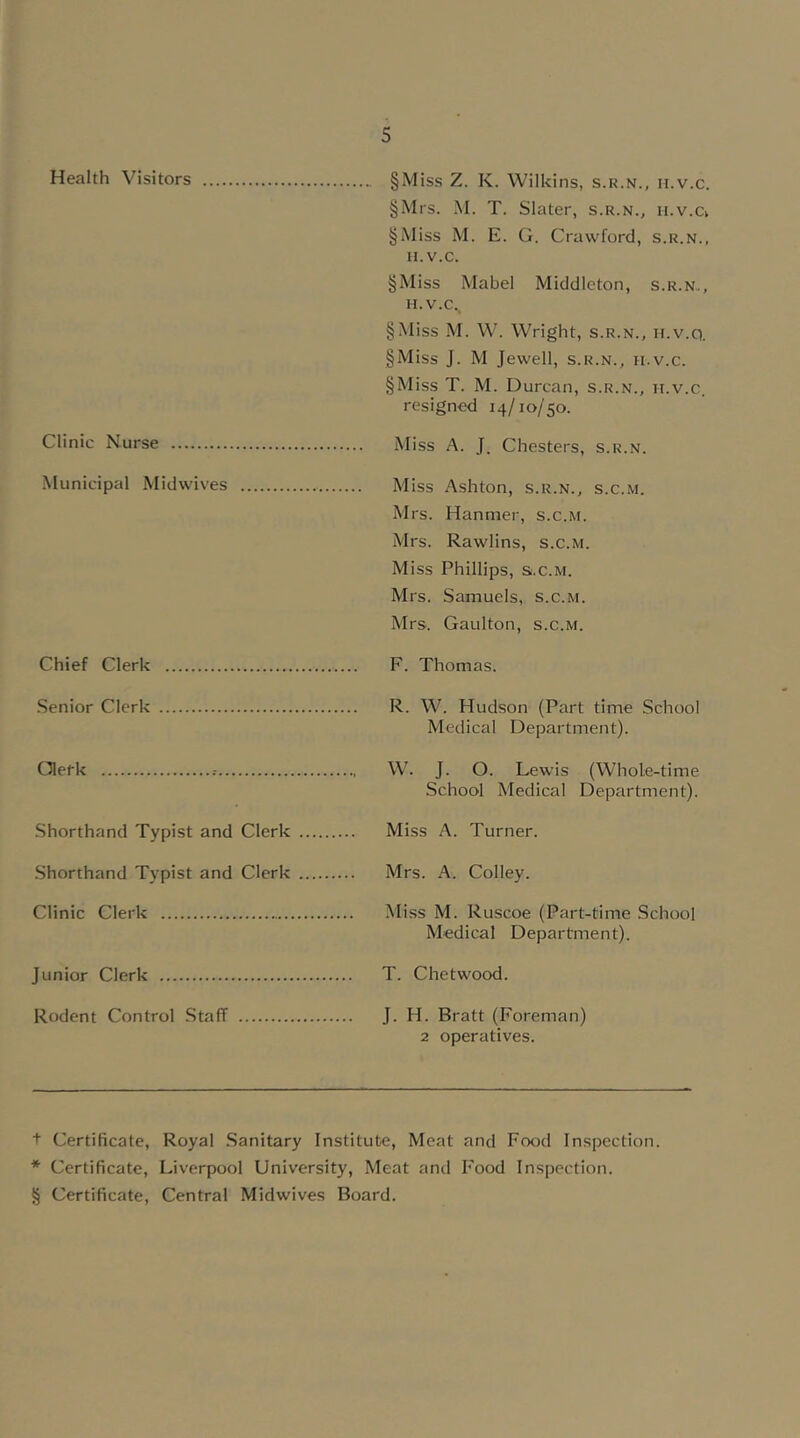 5
Health Visitors ........................ §Miss Z. K. Wilkins, S.R.N., H.V.C.
§Mrs. M. T. Slater, S.R.N., H.V.C.
§Miss M. E. G. Crawford, S.R.N.,
H.V.C.
§Miss Mabel Middleton, S.R.N.,
H.V.C.
§Miss M. W. Wright, S.R.N., H.V.C.
§Miss J. M Jewell, S.R.N., H.V.C.
§Miss T. M. Durcan, S.R.N., H.V.C.
resigned 14/10/50.
Clinic Nurse ........................ Miss A. J. Chesters, S.R.N.
Municipal Midwives ........................ Miss Ashton, S.R.N., S.C.M.
Mrs. Hanmer, S.C.M.
Mrs. Rawlins, S.C.M.
Miss Phillips, S.C.M.
Mrs. Samuels, S.C.M.
Mrs. Gaulton, S.C.M.
Chief Clerk ........................ F. Thomas.
Senior Clerk ........................ R. W. Hudson (Part time School
Medical Department).
Clerk ........................ W. J. O. Lewis (Whole-time
School Medical Department).
Shorthand Typist and Clerk ......... Miss A. Turner.
Shorthand Typist and Clerk ......... Mrs. A. Colley.
Clinic Clerk ........................ Miss M. Ruscoe (Part-time School
Medical Department).
Junior Clerk ........................ T. Chetwood.
Rodent Control Staff ........................ J. H. Bratt (Foreman)
2 operatives.
† Certificate, Royal Sanitary Institute, Meat and Food Inspection.
* Certificate, Liverpool University, Meat and Food Inspection.
§ Certificate, Central Midwives Board.